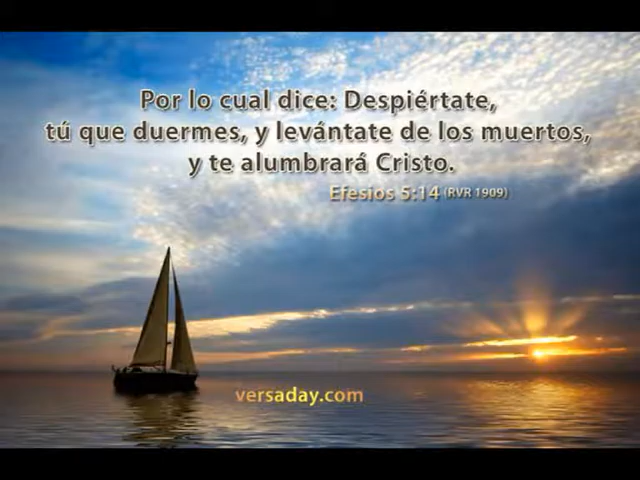 Por lo cual dice: Despiértate,
tú que duermes, y levántate de los muertos,
y te alumbrará Cristo.
Efesios 5:14 (RVR 1909)
versaday.com